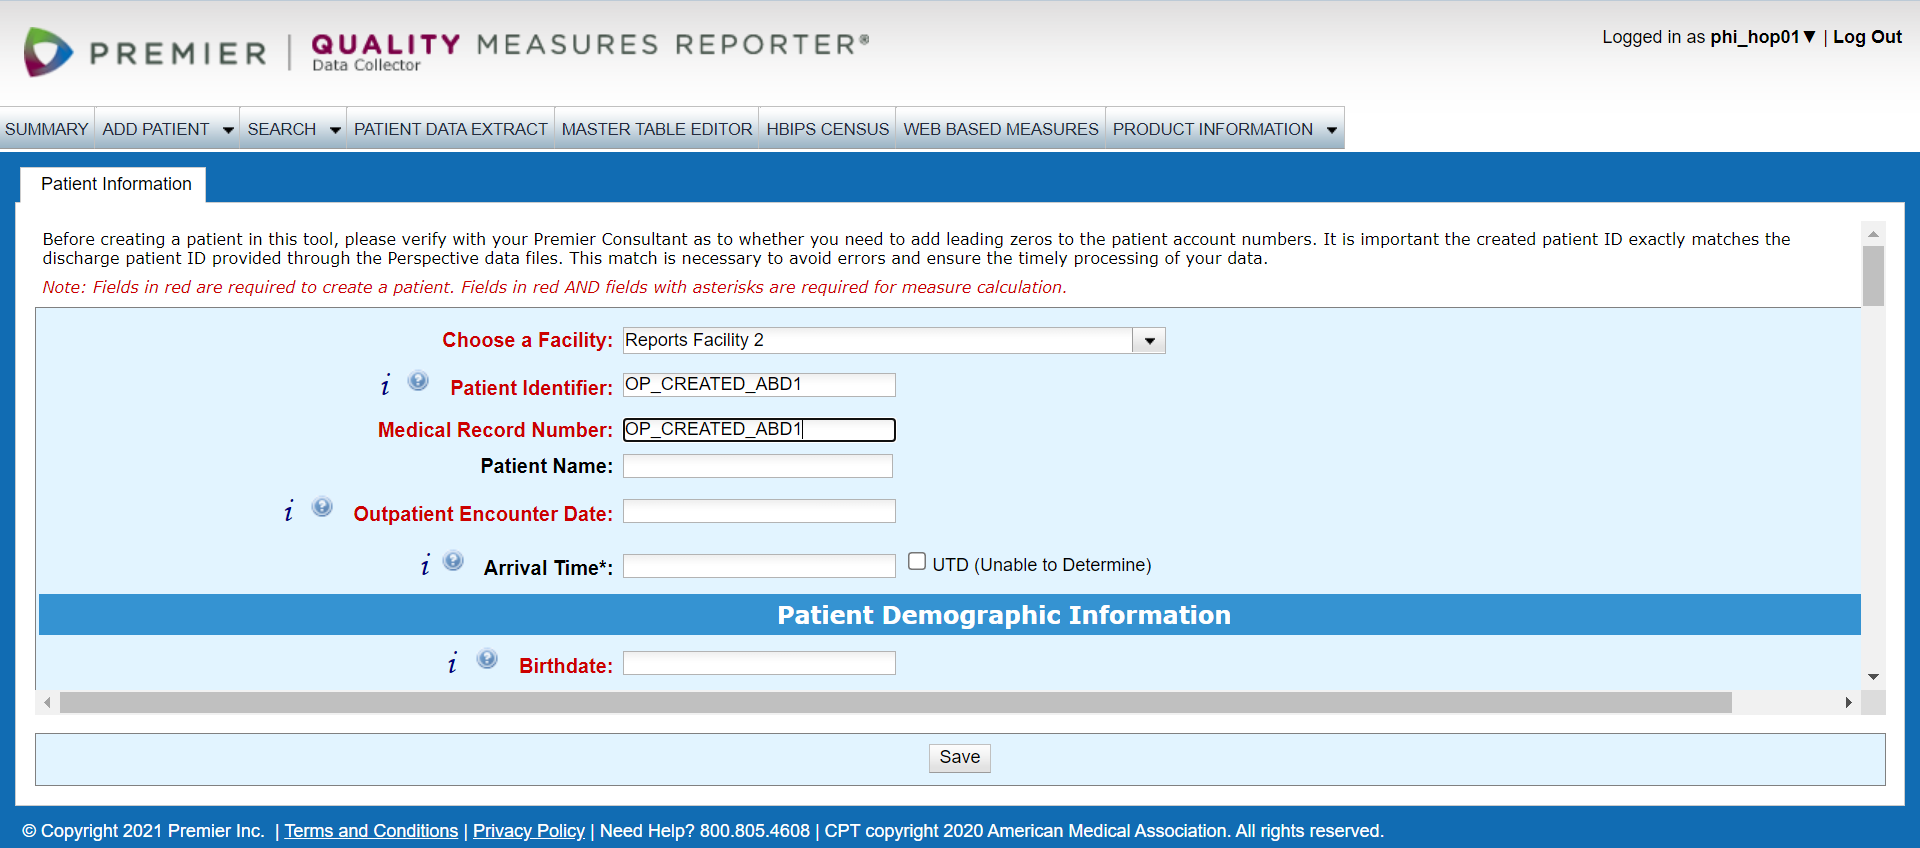 PREMIER | QUALITY MEASURES REPORTER®
Data Collector
Logged in as phi_hop01▼ | Log Out
SUMMARY ADD PATIENT SEARCH PATIENT DATA EXTRACT MASTER TABLE EDITOR HBIPS CENSUS WEB BASED MEASURES PRODUCT INFORMATION
Patient Information
Before creating a patient in this tool, please verify with your Premier Consultant as to whether you need to add leading zeros to the patient account numbers. It is important the created patient ID exactly matches the
discharge patient ID provided through the Perspective data files. This match is necessary to avoid errors and ensure the timely processing of your data.
Note: Fields in red are required to create a patient. Fields in red AND fields with asterisks are required for measure calculation.
Choose a Facility: Reports Facility 2
i ? Patient Identifier: OP_CREATED_ABD1
Medical Record Number: OP_CREATED_ABD1
Patient Name:
i ? Outpatient Encounter Date:
i ? Arrival Time*: UTD (Unable to Determine)
Patient Demographic Information
i ? Birthdate:
Save
© Copyright 2021 Premier Inc. | Terms and Conditions | Privacy Policy | Need Help? 800.805.4608 | CPT copyright 2020 American Medical Association. All rights reserved.